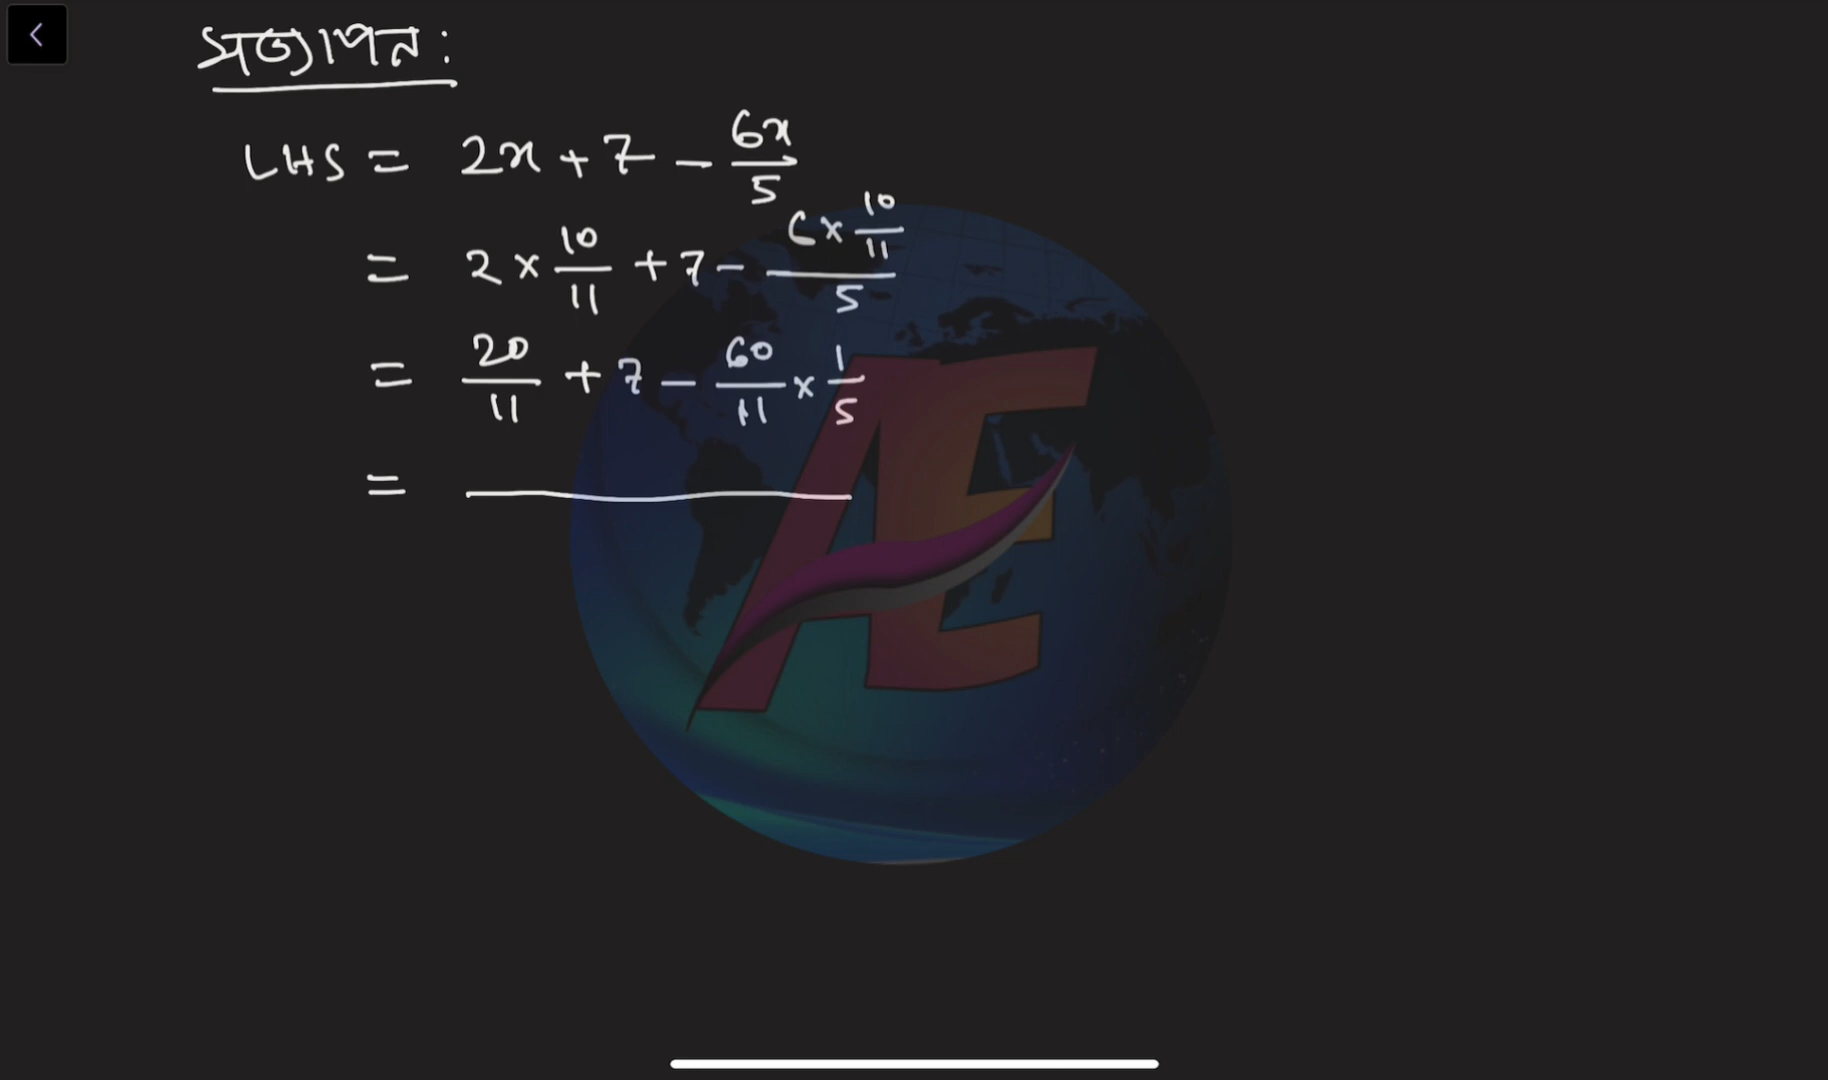 সত্যাপন:
LHS = 2x + 7 - 6x/5
= 2 × 10/11 + 7 - (6 × 10/11)/5
= 20/11 + 7 - 60/11 × 1/5
=
Æ